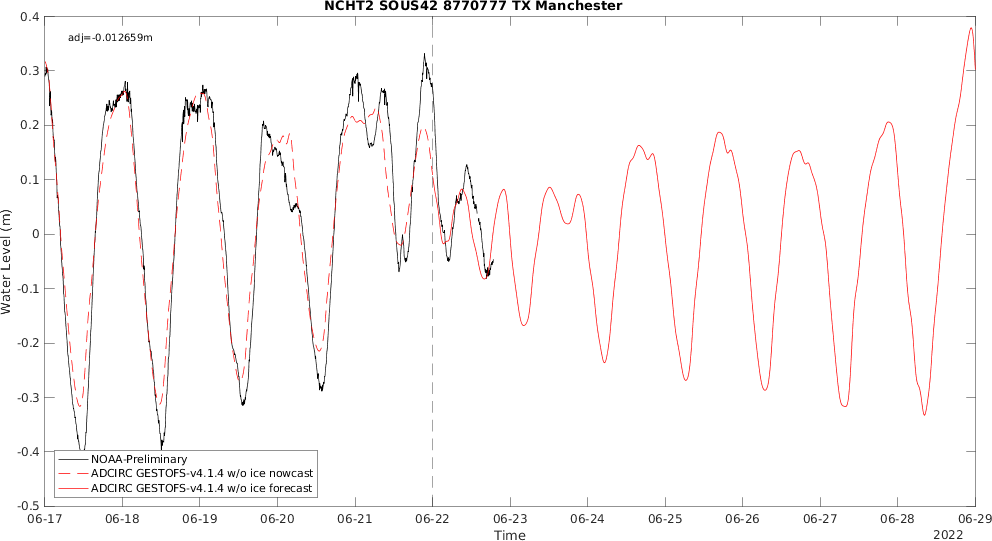 NCHT2 SOUS42 8770777 TX Manchester
adj=-0.012659m
0.4
0.3
0.2
0.1
0
-0.1
-0.2
-0.3
-0.4
-0.5
Water Level (m)
NOAA-Preliminary
ADCIRC GESTOFS-v4.1.4 w/o ice nowcast
ADCIRC GESTOFS-v4.1.4 w/o ice forecast
06-17 06-18 06-19 06-20 06-21 06-22 06-23 06-24 06-25 06-26 06-27 06-28 06-29
Time
2022